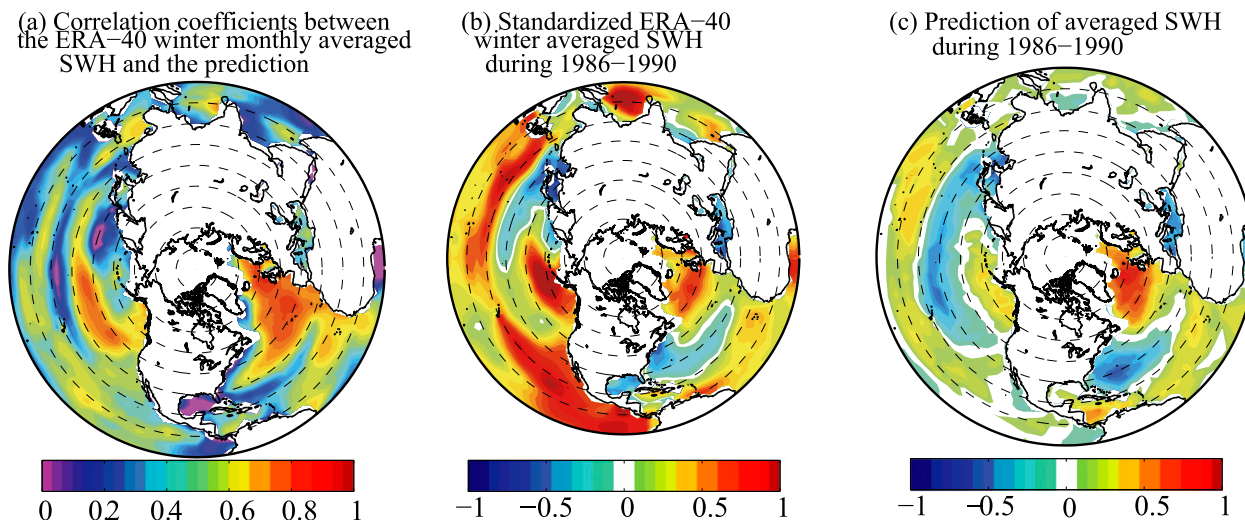 (a) Correlation coefficients between
the ERA−40 winter monthly averaged
SWH and the prediction
(b) Standardized ERA−40
winter averaged SWH
during 1986−1990
(c) Prediction of averaged SWH
during 1986−1990
0 0.2 0.4 0.6 0.8 1
−1 −0.5 0 0.5 1
−1 −0.5 0 0.5 1